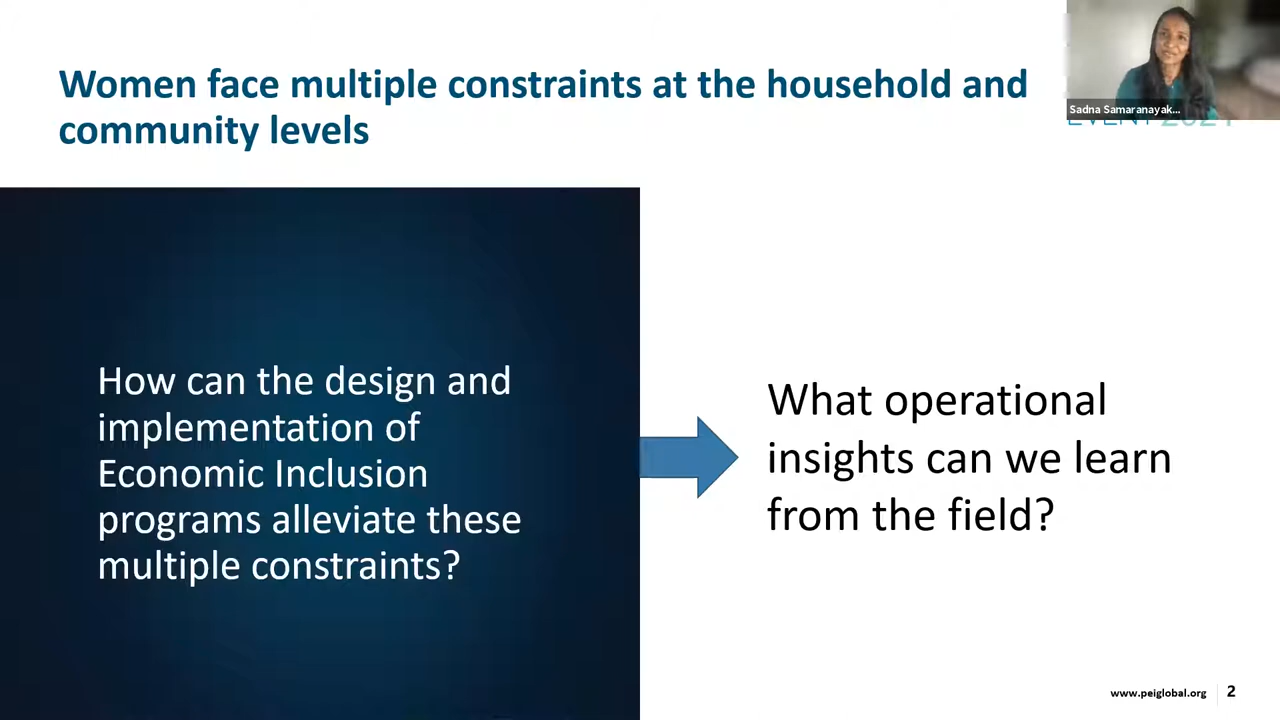 Women face multiple constraints at the household and
community levels
Sadna Samaranayak...
How can the design and
implementation of
Economic Inclusion
programs alleviate these
multiple constraints?
What operational
insights can we learn
from the field?
www.peiglobal.org
2